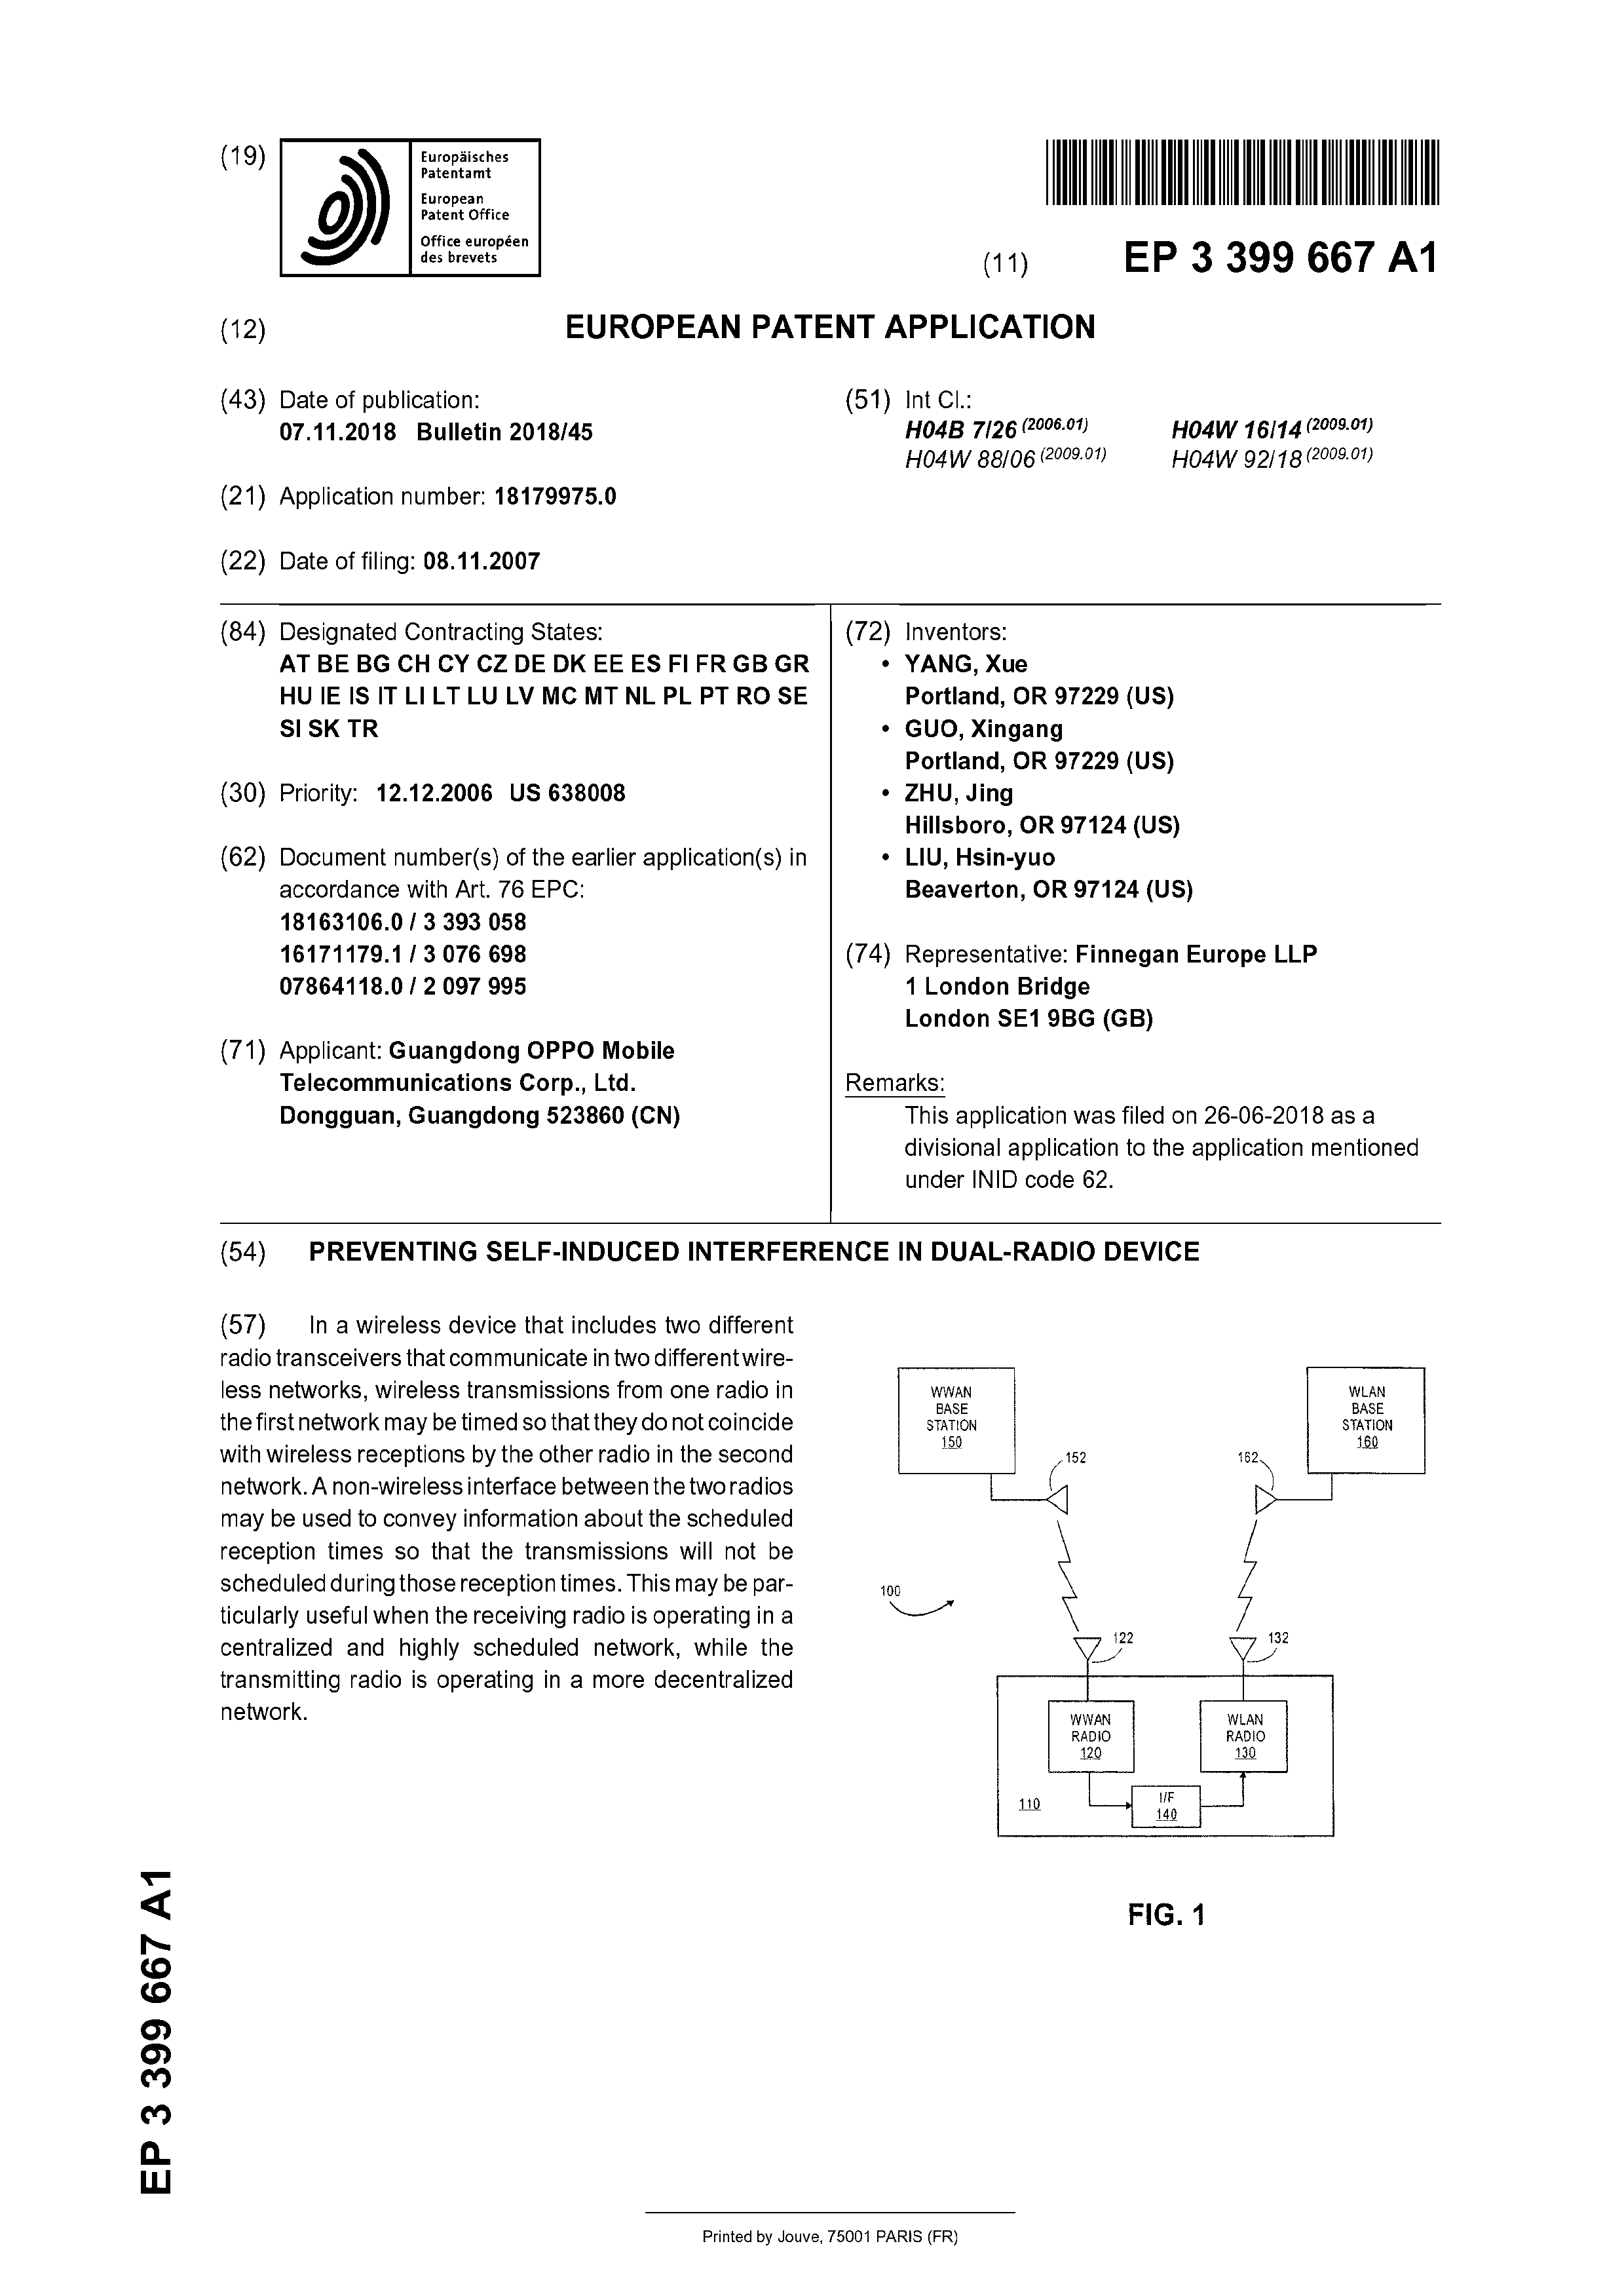 (19)
Europäisches
Patentamt
European
Patent Office
Office européen
des brevets
(11) EP 3 399 667 A1
(12) EUROPEAN PATENT APPLICATION
(43) Date of publication:
07.11.2018 Bulletin 2018/45
(21) Application number: 18179975.0
(22) Date of filing: 08.11.2007
(51) Int Cl.:
H04B 7/26 (2006.01) H04W 16/14 (2009.01)
H04W 88/06 (2009.01) H04W 92/18 (2009.01)
(84) Designated Contracting States:
AT BE BG CH CY CZ DE DK EE ES FI FR GB GR
HU IE IS IT LI LT LU LV MC MT NL PL PT RO SE
SI SK TR
(30) Priority: 12.12.2006 US 638008
(62) Document number(s) of the earlier application(s) in
accordance with Art. 76 EPC:
18163106.0 / 3 393 058
16171179.1 / 3 076 698
07864118.0 / 2 097 995
(71) Applicant: Guangdong OPPO Mobile
Telecommunications Corp., Ltd.
Dongguan, Guangdong 523860 (CN)
(72) Inventors:
• YANG, Xue
Portland, OR 97229 (US)
• GUO, Xingang
Portland, OR 97229 (US)
• ZHU, Jing
Hillsboro, OR 97124 (US)
• LIU, Hsin-yuo
Beaverton, OR 97124 (US)
(74) Representative: Finnegan Europe LLP
1 London Bridge
London SE1 9BG (GB)
Remarks:
This application was filed on 26-06-2018 as a
divisional application to the application mentioned
under INID code 62.
(54) PREVENTING SELF-INDUCED INTERFERENCE IN DUAL-RADIO DEVICE
(57) In a wireless device that includes two different
radio transceivers that communicate in two different wire-
less networks, wireless transmissions from one radio in
the first network may be timed so that they do not coincide
with wireless receptions by the other radio in the second
network. A non-wireless interface between the two radios
may be used to convey information about the scheduled
reception times so that the transmissions will not be
scheduled during those reception times. This may be par-
ticularly useful when the receiving radio is operating in a
centralized and highly scheduled network, while the
transmitting radio is operating in a more decentralized
network.
WWAN
BASE
STATION
150
WLAN
BASE
STATION
160
152
162
100
122
132
WWAN
RADIO
120
WLAN
RADIO
130
I/F
140
110
FIG. 1
EP 3 399 667 A1
Printed by Jouve, 75001 PARIS (FR)